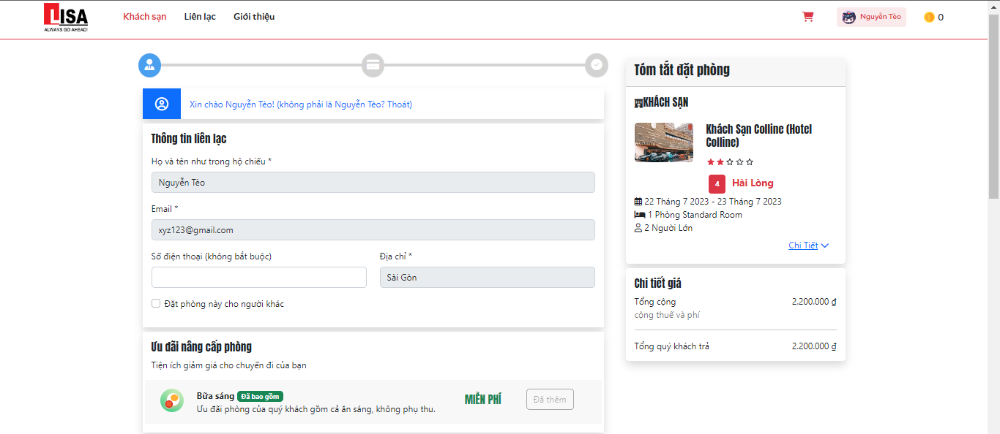 LISA
ALWAYS GO AHEAD!
Khách sạn
Liên lạc
Giới thiệu
Nguyễn Tèo
0
Xin chào Nguyễn Tèo! (không phải là Nguyễn Tèo? Thoát)
Thông tin liên lạc
Họ và tên như trong hộ chiếu *
Nguyễn Tèo
Email *
xyz123@gmail.com
Số điện thoại (không bắt buộc)
Địa chỉ *
Sài Gòn
Đặt phòng này cho người khác
Ưu đãi nâng cấp phòng
Tiện ích giảm giá cho chuyến đi của bạn
Bữa sáng Đã bao gồm
Ưu đãi phòng của quý khách gồm cả ăn sáng, không phụ thu.
MIỄN PHÍ
Đã thêm
Tóm tắt đặt phòng
KHÁCH SẠN
Khách Sạn Colline (Hotel
Colline)
4 Hài Lòng
22 Tháng 7 2023 - 23 Tháng 7 2023
1 Phòng Standard Room
2 Người Lớn
Chi Tiết
Chi tiết giá
Tổng cộng 2.200.000 ₫
cộng thuế và phí
Tổng quý khách trả 2.200.000 ₫